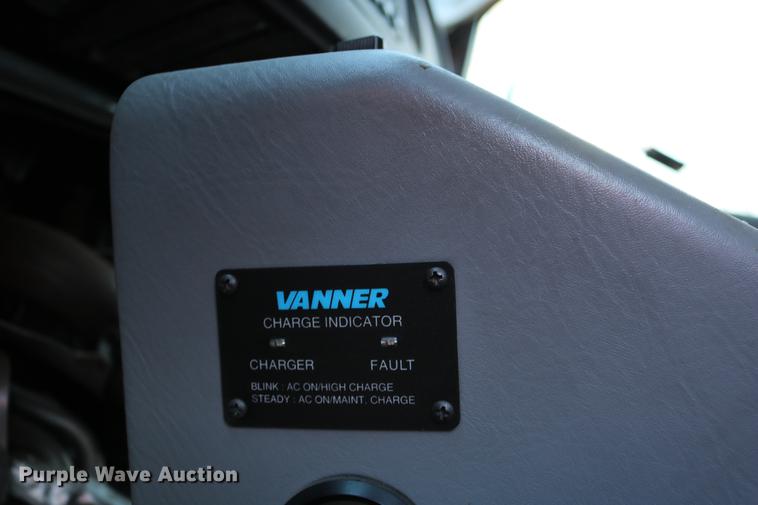 VANNER
CHARGE INDICATOR
CHARGER FAULT
BLINK : AC ON/HIGH CHARGE
STEADY : AC ON/MAINT. CHARGE
Purple Wave Auction